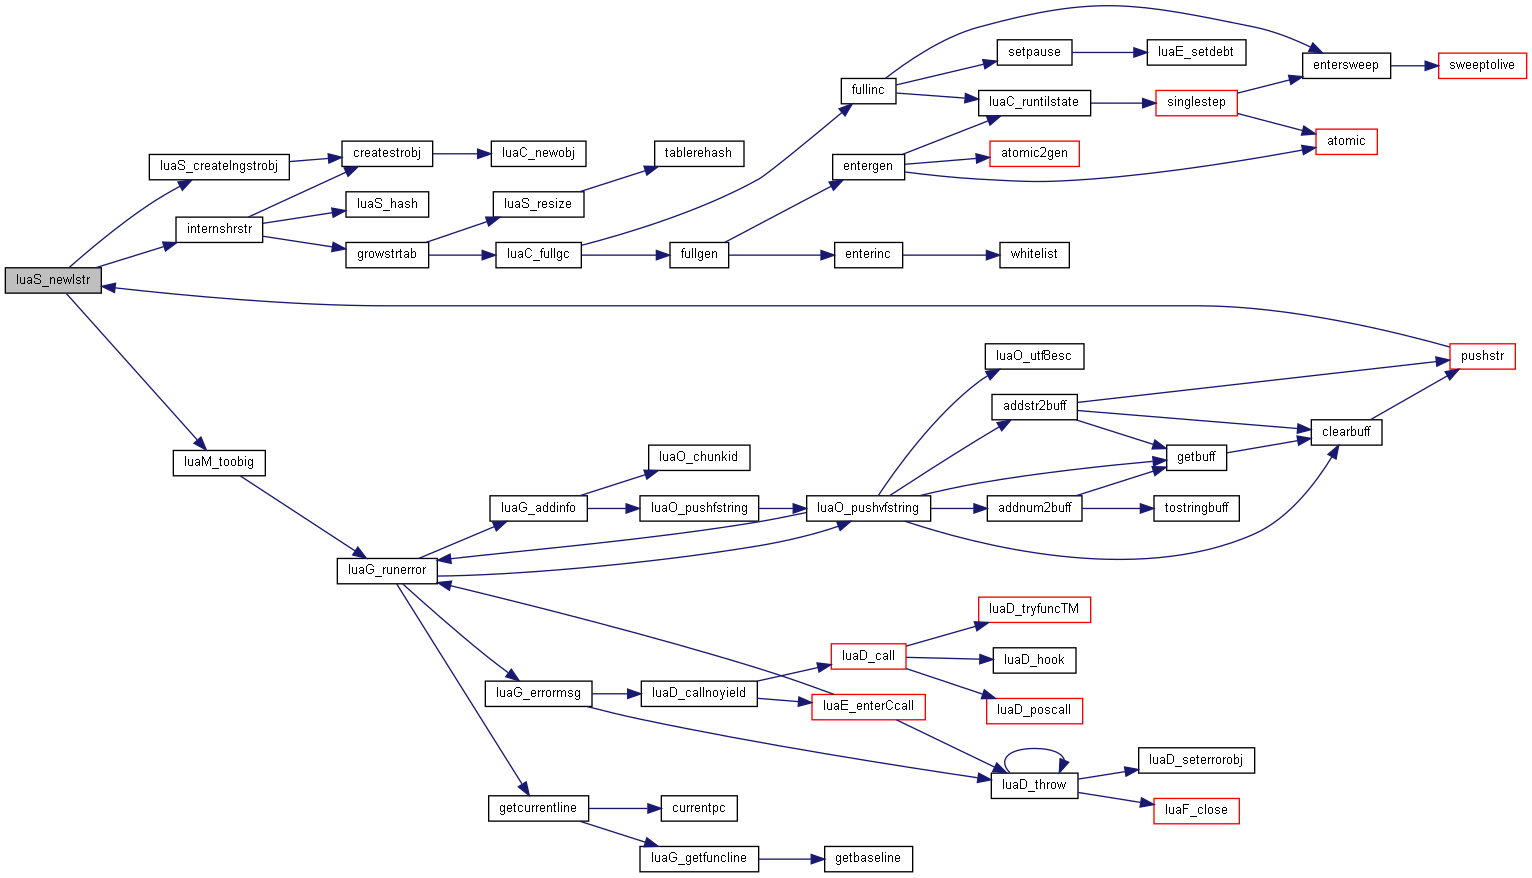 setpause
luaE_setdebt
entersweep
sweeptolive
fullinc
luaC_runtilstate
singlestep
atomic
luaS_createlngstrobj
createstrobj
luaC_newobj
tablerehash
entergen
atomic2gen
internshrstr
luaS_hash
luaS_resize
growstrtab
luaC_fullgc
fullgen
enterinc
whitelist
luaS_newlstr
luaO_utf8esc
pushstr
addstr2buff
clearbuff
luaM_toobig
luaO_chunkid
getbuff
luaG_addinfo
luaO_pushfstring
luaO_pushvfstring
addnum2buff
tostringbuff
luaG_runerror
luaD_tryfuncTM
luaD_call
luaD_hook
luaG_errormsg
luaD_callnoyield
luaE_enterCcall
luaD_poscall
luaD_throw
luaD_seterrorobj
luaF_close
getcurrentline
currentpc
luaG_getfuncline
getbaseline